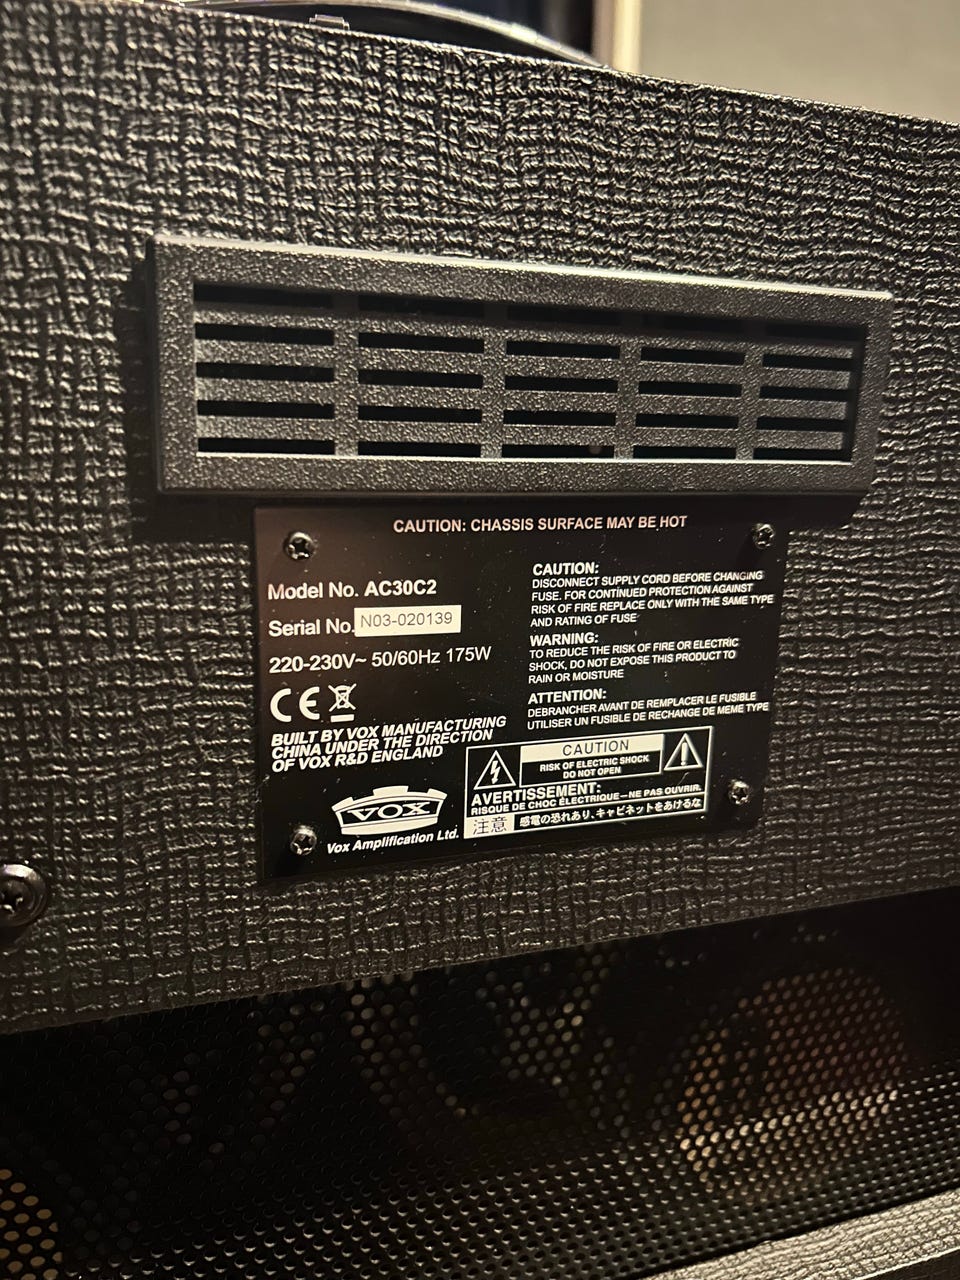 CAUTION: CHASSIS SURFACE MAY BE HOT
Model No. AC30C2
Serial No. N03-020139
220-230V~ 50/60Hz 175W
CE
BUILT BY VOX MANUFACTURING
CHINA UNDER THE DIRECTION
OF VOX R&D ENGLAND
VOX
Vox Amplification Ltd.
CAUTION:
DISCONNECT SUPPLY CORD BEFORE CHANGING
FUSE. FOR CONTINUED PROTECTION AGAINST
RISK OF FIRE REPLACE ONLY WITH THE SAME TYPE
AND RATING OF FUSE
WARNING:
TO REDUCE THE RISK OF FIRE OR ELECTRIC
SHOCK, DO NOT EXPOSE THIS PRODUCT TO
RAIN OR MOISTURE
ATTENTION:
DEBRANCHER AVANT DE REMPLACER LE FUSIBLE
UTILISER UN FUSIBLE DE RECHANGE DE MEME TYPE
CAUTION
RISK OF ELECTRIC SHOCK
DO NOT OPEN
AVERTISSEMENT:
RISQUE DE CHOC ÉLECTRIQUE—NE PAS OUVRIR.
注意 感電の恐れあり、キャビネットをあけるな